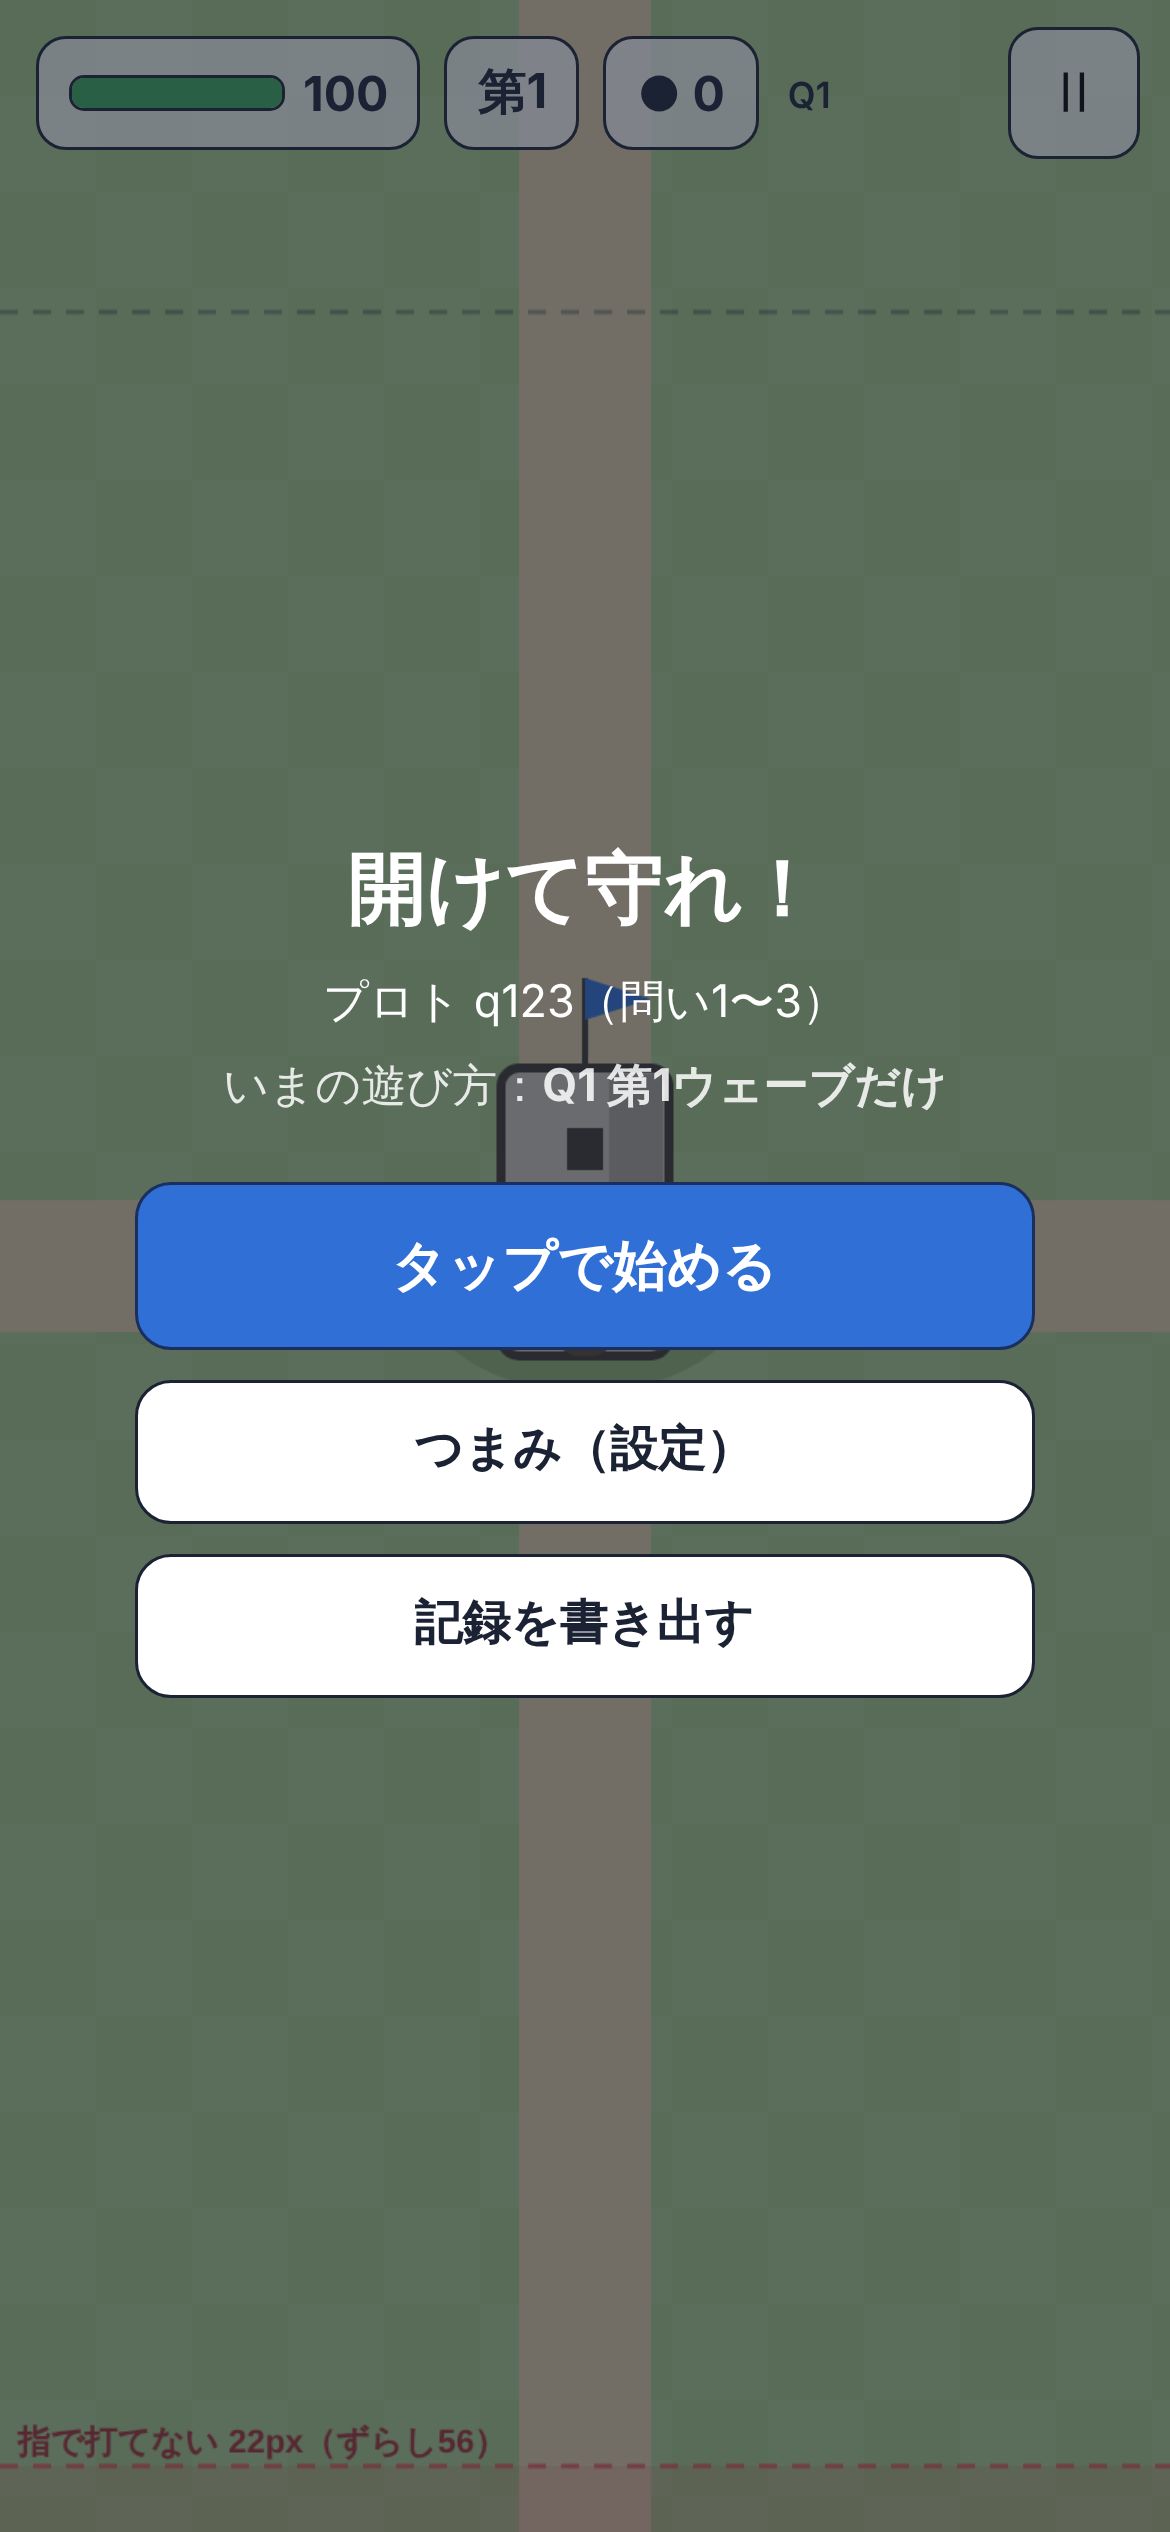 100 第1 0 Q1
開けて守れ！
プロト q123（問い1〜3）
いまの遊び方：Q1 第1ウェーブだけ
タップで始める
つまみ（設定）
記録を書き出す
指で打てない 22px（ずらし56）